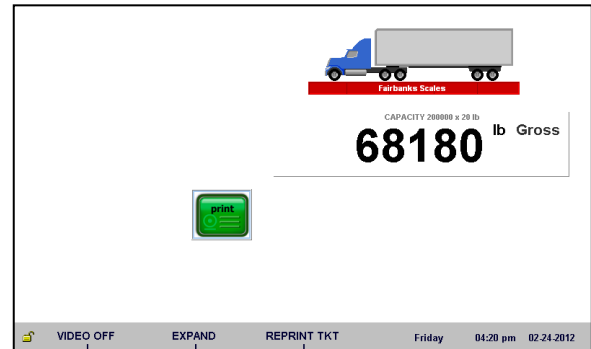 Fairbanks Scales
CAPACITY 200000 x 20 lb
68180 lb Gross
print
VIDEO OFF EXPAND REPRINT TKT Friday 04:20 pm 02-24-2012